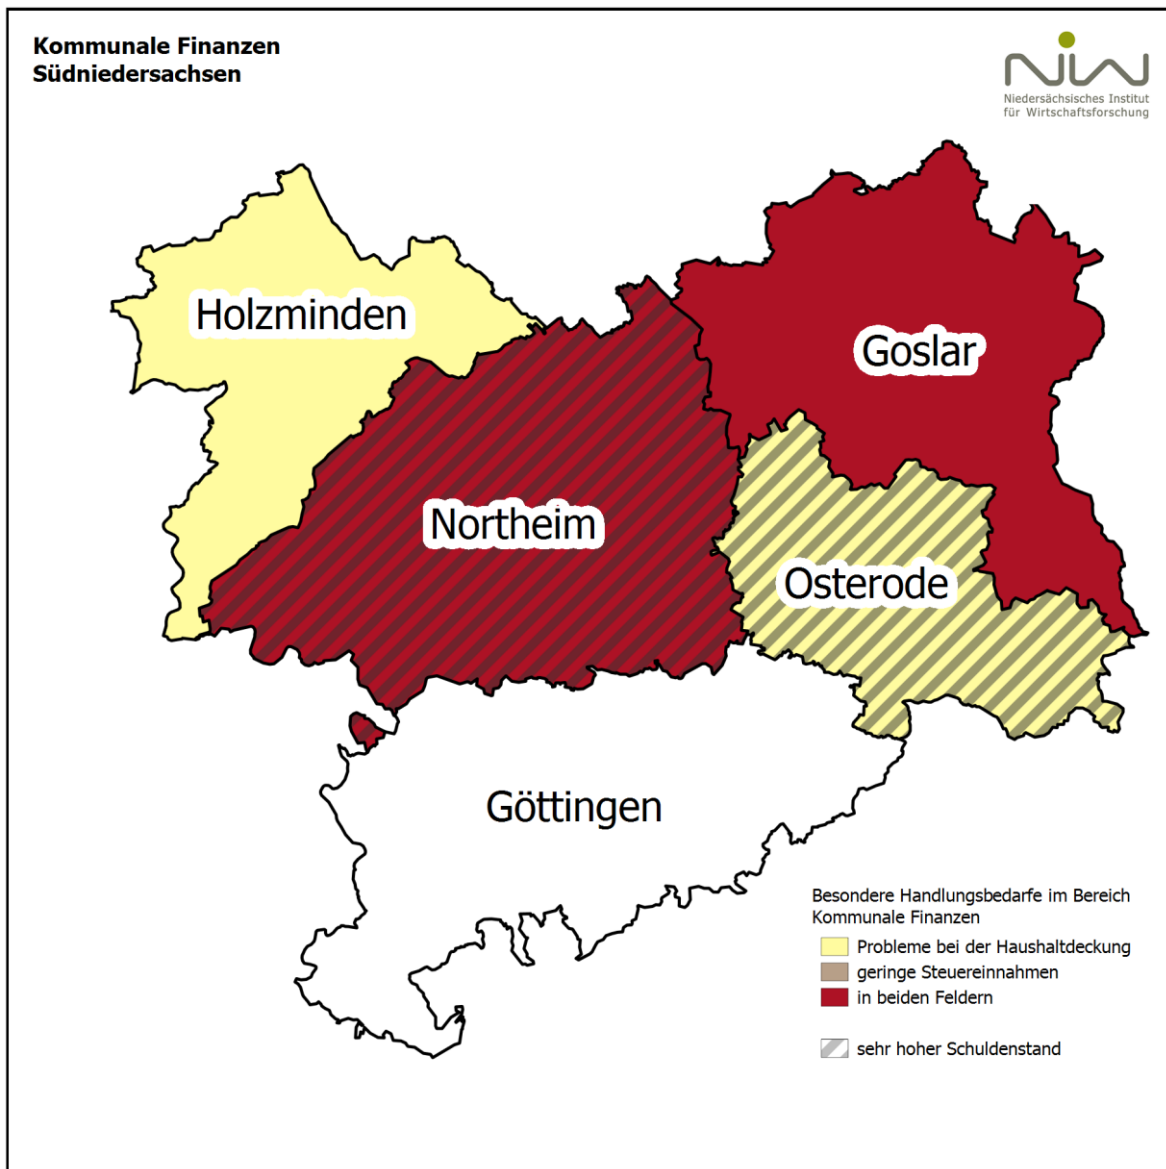 Kommunale Finanzen
Südniedersachsen
NIW
Niedersächsisches Institut
für Wirtschaftsforschung
Holzminden
Goslar
Northeim
Osterode
Göttingen
Besondere Handlungsbedarfe im Bereich
Kommunale Finanzen
Probleme bei der Haushaltdeckung
geringe Steuereinnahmen
in beiden Feldern
sehr hoher Schuldenstand